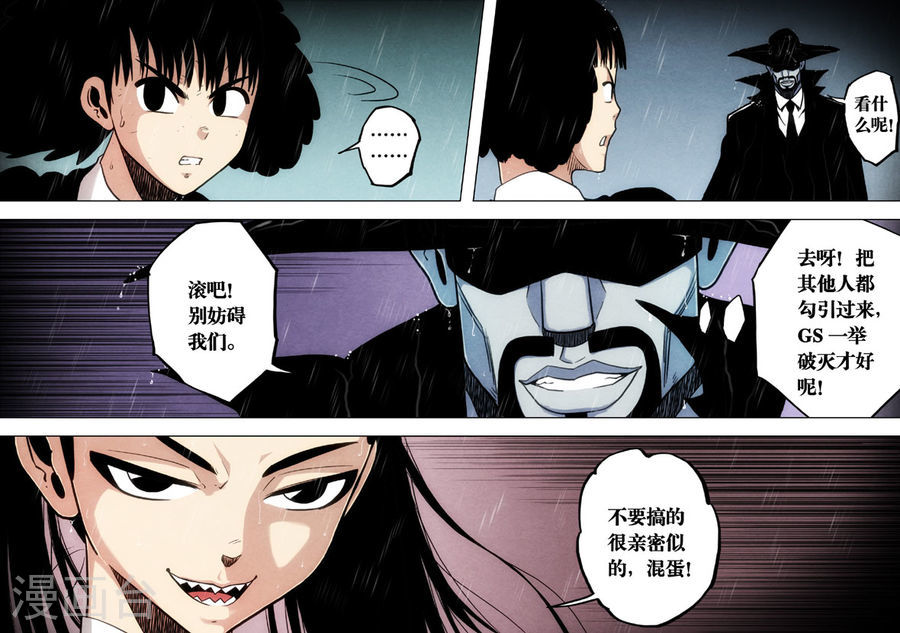 ……
……
看什
么呢!
滚吧!
别妨碍
我们。
去呀！把
其他人都
勾引过来,
GS 一举
破灭才好
呢!
不要搞的
很亲密似
的，混蛋!
漫画台